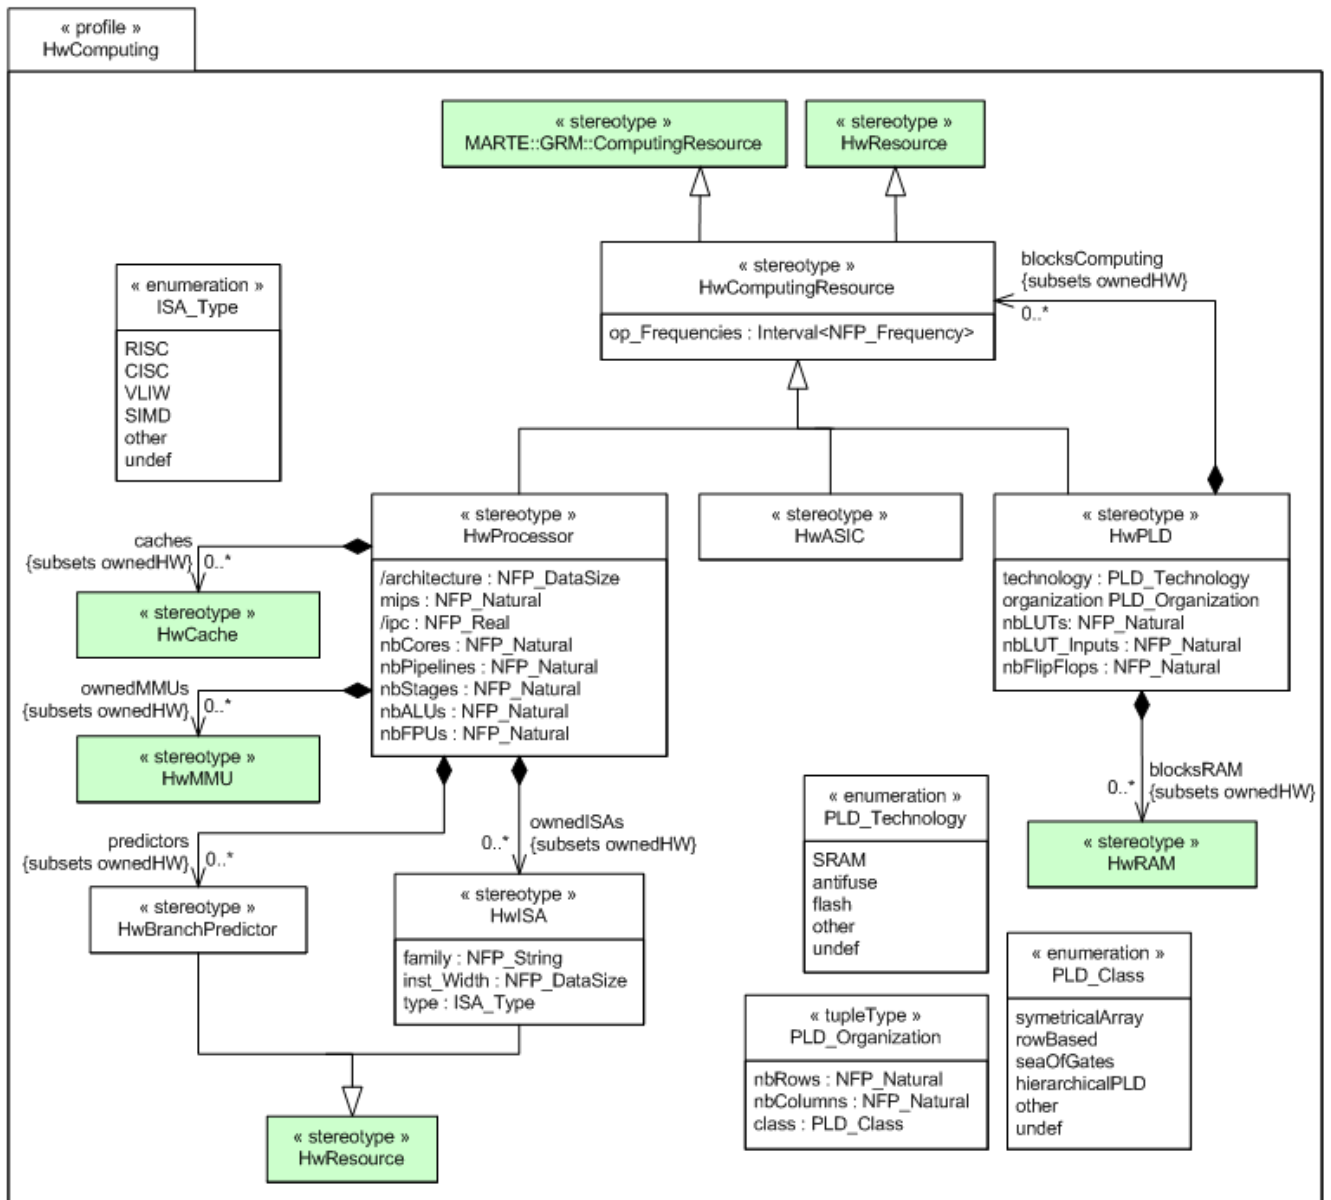 « profile »
HwComputing
« stereotype »
MARTE::GRM::ComputingResource
« stereotype »
HwResource
« stereotype »
HwComputingResource
op_Frequencies : Interval<NFP_Frequency>
blocksComputing
{subsets ownedHW}
0..*
« enumeration »
ISA_Type
RISC
CISC
VLIW
SIMD
other
undef
« stereotype »
HwProcessor
/architecture : NFP_DataSize
mips : NFP_Natural
/ipc : NFP_Real
nbCores : NFP_Natural
nbPipelines : NFP_Natural
nbStages : NFP_Natural
nbALUs : NFP_Natural
nbFPUs : NFP_Natural
« stereotype »
HwASIC
« stereotype »
HwPLD
technology : PLD_Technology
organization PLD_Organization
nbLUTs: NFP_Natural
nbLUT_Inputs : NFP_Natural
nbFlipFlops : NFP_Natural
caches
{subsets ownedHW}
0..*
« stereotype »
HwCache
ownedMMUs
{subsets ownedHW}
0..*
« stereotype »
HwMMU
predictors
{subsets ownedHW}
0..*
« stereotype »
HwBranchPredictor
ownedISAs
0..*
{subsets ownedHW}
« stereotype »
HwISA
family : NFP_String
inst_Width : NFP_DataSize
type : ISA_Type
« stereotype »
HwResource
« enumeration »
PLD_Technology
SRAM
antifuse
flash
other
undef
blocksRAM
0..*
{subsets ownedHW}
« stereotype »
HwRAM
« tupleType »
PLD_Organization
nbRows : NFP_Natural
nbColumns : NFP_Natural
class : PLD_Class
« enumeration »
PLD_Class
symetricalArray
rowBased
seaOfGates
hierarchicalPLD
other
undef